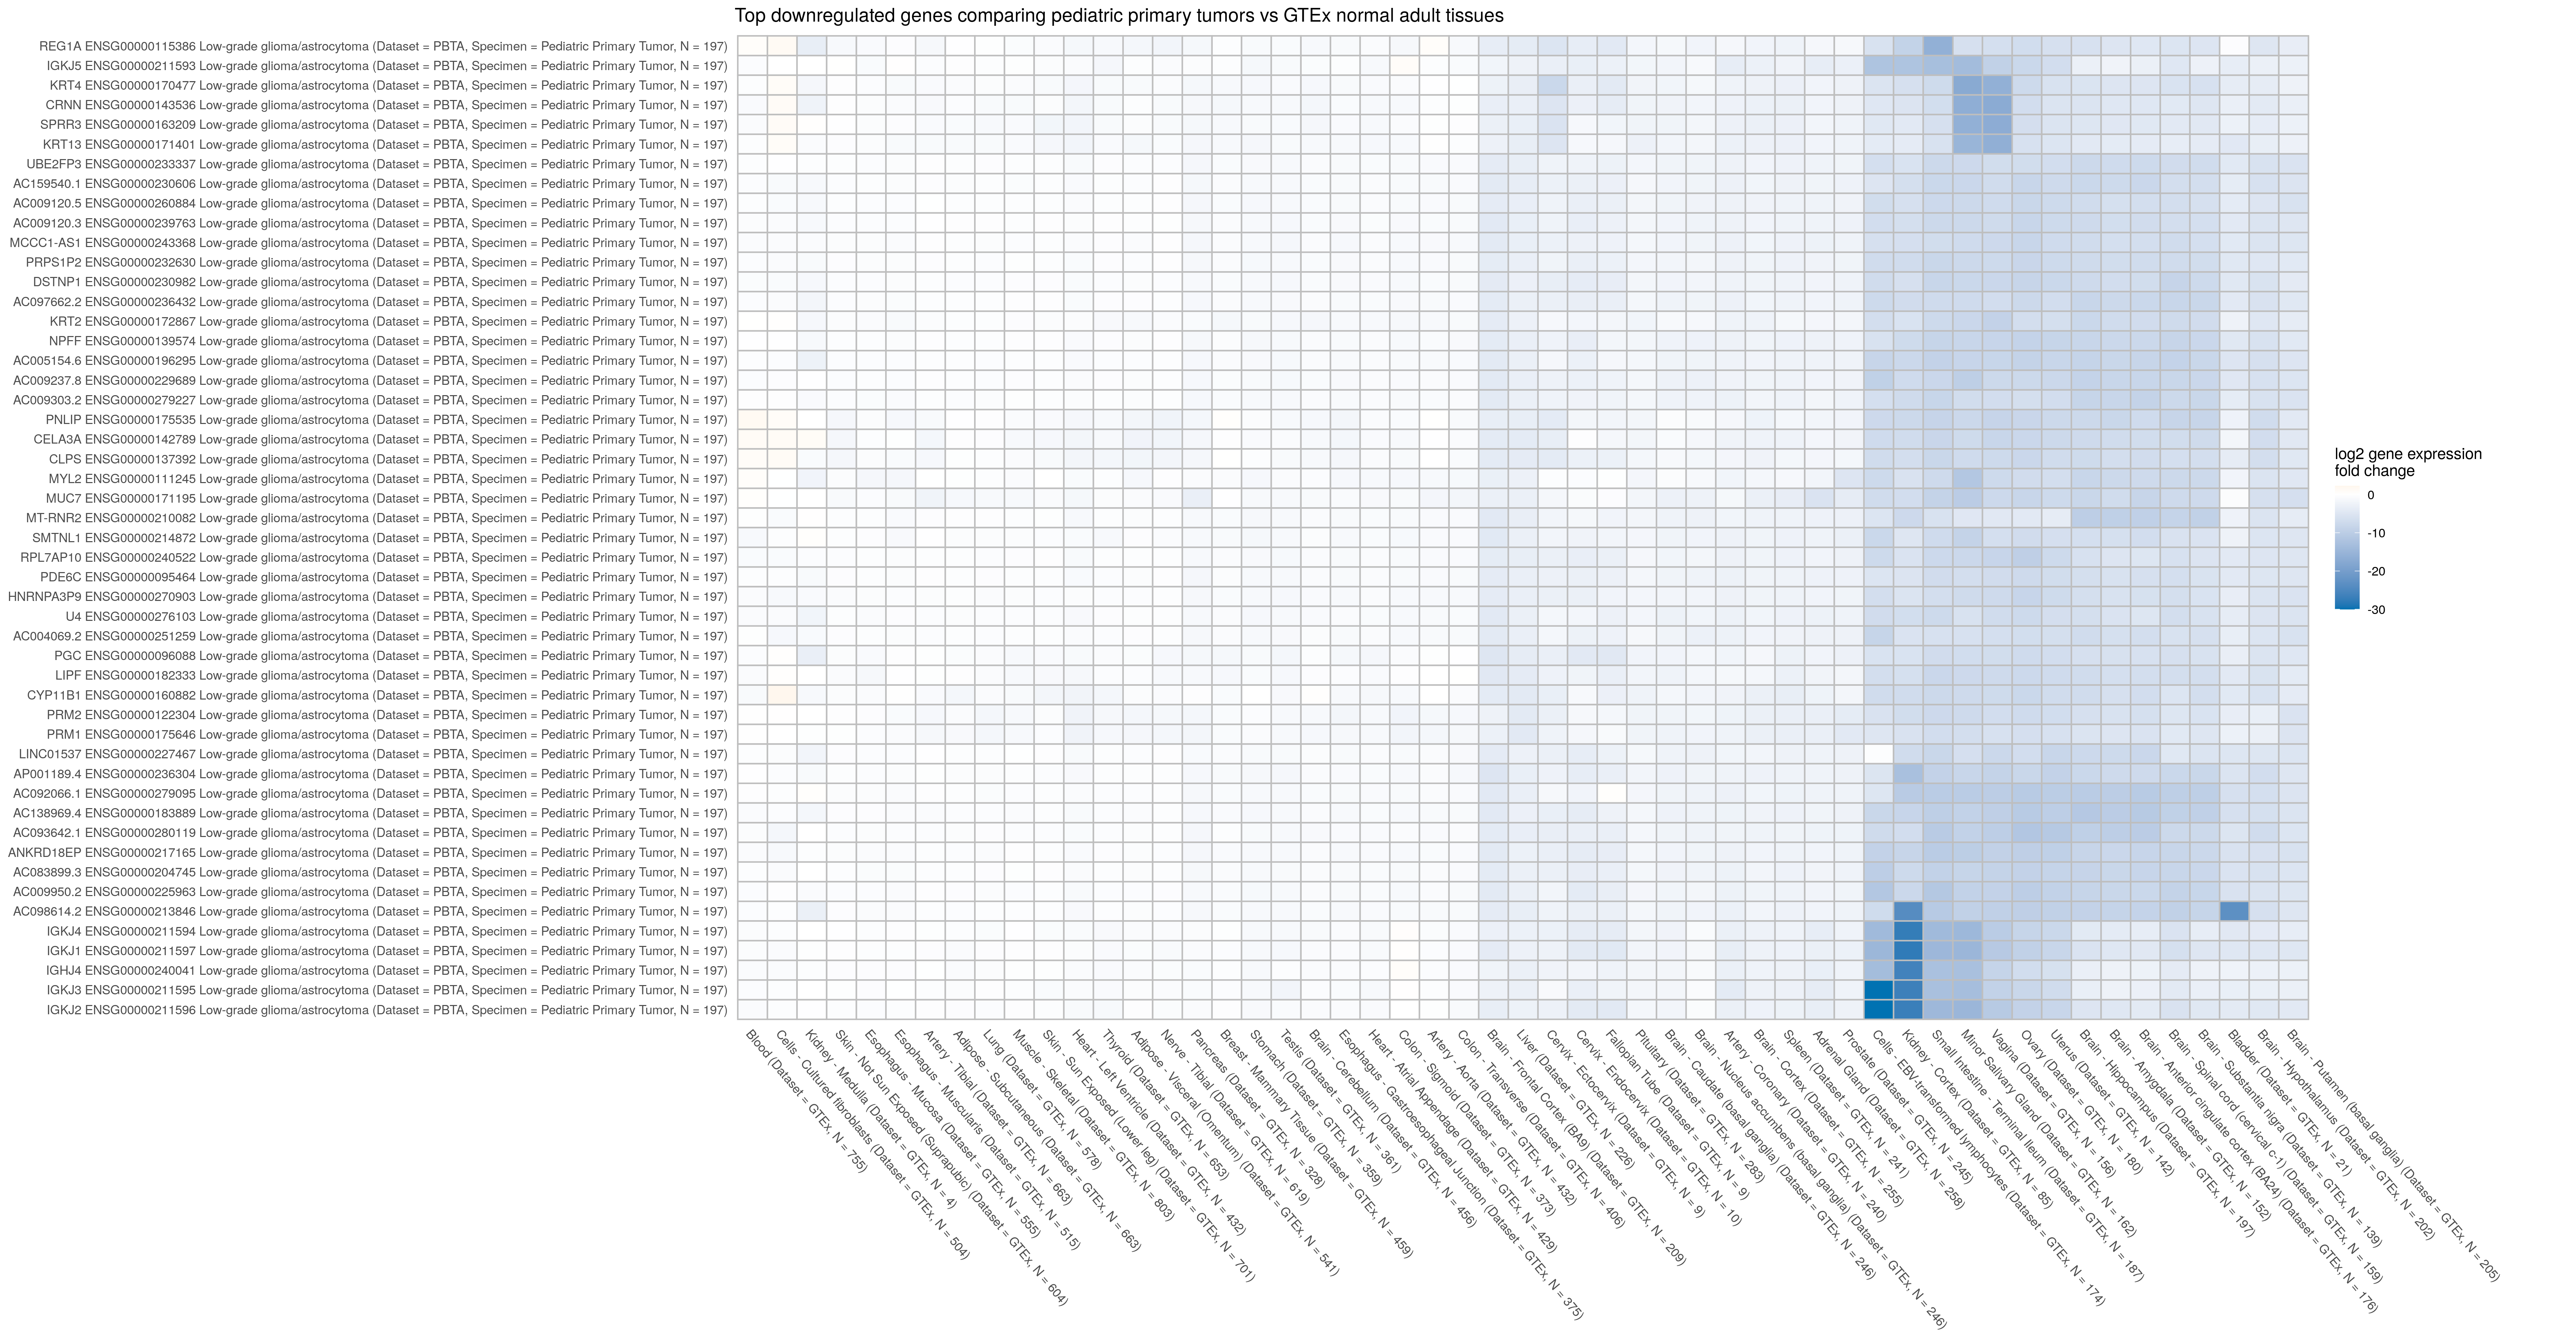 Top downregulated genes comparing pediatric primary tumors vs GTEx normal adult tissues
REG1A ENSG00000115386 Low-grade glioma/astrocytoma (Dataset = PBTA, Specimen = Pediatric Primary Tumor, N = 197)
IGKJ5 ENSG00000211593 Low-grade glioma/astrocytoma (Dataset = PBTA, Specimen = Pediatric Primary Tumor, N = 197)
KRT4 ENSG00000170477 Low-grade glioma/astrocytoma (Dataset = PBTA, Specimen = Pediatric Primary Tumor, N = 197)
CRNN ENSG00000143536 Low-grade glioma/astrocytoma (Dataset = PBTA, Specimen = Pediatric Primary Tumor, N = 197)
SPRR3 ENSG00000163209 Low-grade glioma/astrocytoma (Dataset = PBTA, Specimen = Pediatric Primary Tumor, N = 197)
KRT13 ENSG00000171401 Low-grade glioma/astrocytoma (Dataset = PBTA, Specimen = Pediatric Primary Tumor, N = 197)
UBE2FP3 ENSG00000233337 Low-grade glioma/astrocytoma (Dataset = PBTA, Specimen = Pediatric Primary Tumor, N = 197)
AC159540.1 ENSG00000230606 Low-grade glioma/astrocytoma (Dataset = PBTA, Specimen = Pediatric Primary Tumor, N = 197)
AC009120.5 ENSG00000260884 Low-grade glioma/astrocytoma (Dataset = PBTA, Specimen = Pediatric Primary Tumor, N = 197)
AC009120.3 ENSG00000239763 Low-grade glioma/astrocytoma (Dataset = PBTA, Specimen = Pediatric Primary Tumor, N = 197)
MCCC1-AS1 ENSG00000243368 Low-grade glioma/astrocytoma (Dataset = PBTA, Specimen = Pediatric Primary Tumor, N = 197)
PRPS1P2 ENSG00000232630 Low-grade glioma/astrocytoma (Dataset = PBTA, Specimen = Pediatric Primary Tumor, N = 197)
DSTNP1 ENSG00000230982 Low-grade glioma/astrocytoma (Dataset = PBTA, Specimen = Pediatric Primary Tumor, N = 197)
AC097662.2 ENSG00000236432 Low-grade glioma/astrocytoma (Dataset = PBTA, Specimen = Pediatric Primary Tumor, N = 197)
KRT2 ENSG00000172867 Low-grade glioma/astrocytoma (Dataset = PBTA, Specimen = Pediatric Primary Tumor, N = 197)
NPFF ENSG00000139574 Low-grade glioma/astrocytoma (Dataset = PBTA, Specimen = Pediatric Primary Tumor, N = 197)
AC005154.6 ENSG00000196295 Low-grade glioma/astrocytoma (Dataset = PBTA, Specimen = Pediatric Primary Tumor, N = 197)
AC009237.8 ENSG00000229689 Low-grade glioma/astrocytoma (Dataset = PBTA, Specimen = Pediatric Primary Tumor, N = 197)
AC009303.2 ENSG00000279227 Low-grade glioma/astrocytoma (Dataset = PBTA, Specimen = Pediatric Primary Tumor, N = 197)
PNLIP ENSG00000175535 Low-grade glioma/astrocytoma (Dataset = PBTA, Specimen = Pediatric Primary Tumor, N = 197)
CELA3A ENSG00000142789 Low-grade glioma/astrocytoma (Dataset = PBTA, Specimen = Pediatric Primary Tumor, N = 197)
CLPS ENSG00000137392 Low-grade glioma/astrocytoma (Dataset = PBTA, Specimen = Pediatric Primary Tumor, N = 197)
MYL2 ENSG00000111245 Low-grade glioma/astrocytoma (Dataset = PBTA, Specimen = Pediatric Primary Tumor, N = 197)
MUC7 ENSG00000171195 Low-grade glioma/astrocytoma (Dataset = PBTA, Specimen = Pediatric Primary Tumor, N = 197)
MT-RNR2 ENSG00000210082 Low-grade glioma/astrocytoma (Dataset = PBTA, Specimen = Pediatric Primary Tumor, N = 197)
SMTNL1 ENSG00000214872 Low-grade glioma/astrocytoma (Dataset = PBTA, Specimen = Pediatric Primary Tumor, N = 197)
RPL7AP10 ENSG00000240522 Low-grade glioma/astrocytoma (Dataset = PBTA, Specimen = Pediatric Primary Tumor, N = 197)
PDE6C ENSG00000095464 Low-grade glioma/astrocytoma (Dataset = PBTA, Specimen = Pediatric Primary Tumor, N = 197)
HNRNPA3P9 ENSG00000270903 Low-grade glioma/astrocytoma (Dataset = PBTA, Specimen = Pediatric Primary Tumor, N = 197)
U4 ENSG00000276103 Low-grade glioma/astrocytoma (Dataset = PBTA, Specimen = Pediatric Primary Tumor, N = 197)
AC004069.2 ENSG00000251259 Low-grade glioma/astrocytoma (Dataset = PBTA, Specimen = Pediatric Primary Tumor, N = 197)
PGC ENSG00000096088 Low-grade glioma/astrocytoma (Dataset = PBTA, Specimen = Pediatric Primary Tumor, N = 197)
LIPF ENSG00000182333 Low-grade glioma/astrocytoma (Dataset = PBTA, Specimen = Pediatric Primary Tumor, N = 197)
CYP11B1 ENSG00000160882 Low-grade glioma/astrocytoma (Dataset = PBTA, Specimen = Pediatric Primary Tumor, N = 197)
PRM2 ENSG00000122304 Low-grade glioma/astrocytoma (Dataset = PBTA, Specimen = Pediatric Primary Tumor, N = 197)
PRM1 ENSG00000175646 Low-grade glioma/astrocytoma (Dataset = PBTA, Specimen = Pediatric Primary Tumor, N = 197)
LINC01537 ENSG00000227467 Low-grade glioma/astrocytoma (Dataset = PBTA, Specimen = Pediatric Primary Tumor, N = 197)
AP001189.4 ENSG00000236304 Low-grade glioma/astrocytoma (Dataset = PBTA, Specimen = Pediatric Primary Tumor, N = 197)
AC092066.1 ENSG00000279095 Low-grade glioma/astrocytoma (Dataset = PBTA, Specimen = Pediatric Primary Tumor, N = 197)
AC138969.4 ENSG00000183889 Low-grade glioma/astrocytoma (Dataset = PBTA, Specimen = Pediatric Primary Tumor, N = 197)
AC093642.1 ENSG00000280119 Low-grade glioma/astrocytoma (Dataset = PBTA, Specimen = Pediatric Primary Tumor, N = 197)
ANKRD18EP ENSG00000217165 Low-grade glioma/astrocytoma (Dataset = PBTA, Specimen = Pediatric Primary Tumor, N = 197)
AC083899.3 ENSG00000204745 Low-grade glioma/astrocytoma (Dataset = PBTA, Specimen = Pediatric Primary Tumor, N = 197)
AC009950.2 ENSG00000225963 Low-grade glioma/astrocytoma (Dataset = PBTA, Specimen = Pediatric Primary Tumor, N = 197)
AC098614.2 ENSG00000213846 Low-grade glioma/astrocytoma (Dataset = PBTA, Specimen = Pediatric Primary Tumor, N = 197)
IGKJ4 ENSG00000211594 Low-grade glioma/astrocytoma (Dataset = PBTA, Specimen = Pediatric Primary Tumor, N = 197)
IGKJ1 ENSG00000211597 Low-grade glioma/astrocytoma (Dataset = PBTA, Specimen = Pediatric Primary Tumor, N = 197)
IGHJ4 ENSG00000240041 Low-grade glioma/astrocytoma (Dataset = PBTA, Specimen = Pediatric Primary Tumor, N = 197)
IGKJ3 ENSG00000211595 Low-grade glioma/astrocytoma (Dataset = PBTA, Specimen = Pediatric Primary Tumor, N = 197)
IGKJ2 ENSG00000211596 Low-grade glioma/astrocytoma (Dataset = PBTA, Specimen = Pediatric Primary Tumor, N = 197)
Blood (Dataset = GTEx, N = 755)
Cells - Cultured fibroblasts (Dataset = GTEx, N = 504)
Kidney - Medulla (Dataset = GTEx, N = 4)
Skin - Not Sun Exposed (Suprapubic) (Dataset = GTEx, N = 604)
Esophagus - Mucosa (Dataset = GTEx, N = 555)
Esophagus - Muscularis (Dataset = GTEx, N = 515)
Artery - Tibial (Dataset = GTEx, N = 663)
Adipose - Subcutaneous (Dataset = GTEx, N = 663)
Lung (Dataset = GTEx, N = 578)
Muscle - Skeletal (Dataset = GTEx, N = 803)
Skin - Sun Exposed (Lower leg) (Dataset = GTEx, N = 701)
Heart - Left Ventricle (Dataset = GTEx, N = 432)
Thyroid (Dataset = GTEx, N = 653)
Adipose - Visceral (Omentum) (Dataset = GTEx, N = 541)
Nerve - Tibial (Dataset = GTEx, N = 619)
Pancreas (Dataset = GTEx, N = 328)
Breast - Mammary Tissue (Dataset = GTEx, N = 459)
Stomach (Dataset = GTEx, N = 359)
Testis (Dataset = GTEx, N = 361)
Brain - Cerebellum (Dataset = GTEx, N = 456)
Esophagus - Gastroesophageal Junction (Dataset = GTEx, N = 375)
Heart - Atrial Appendage (Dataset = GTEx, N = 429)
Colon - Sigmoid (Dataset = GTEx, N = 373)
Artery - Aorta (Dataset = GTEx, N = 432)
Colon - Transverse (Dataset = GTEx, N = 406)
Brain - Frontal Cortex (BA9) (Dataset = GTEx, N = 209)
Liver (Dataset = GTEx, N = 226)
Cervix - Ectocervix (Dataset = GTEx, N = 9)
Cervix - Endocervix (Dataset = GTEx, N = 10)
Fallopian Tube (Dataset = GTEx, N = 9)
Pituitary (Dataset = GTEx, N = 283)
Brain - Caudate (basal ganglia) (Dataset = GTEx, N = 246)
Brain - Nucleus accumbens (basal ganglia) (Dataset = GTEx, N = 246)
Artery - Coronary (Dataset = GTEx, N = 240)
Brain - Cortex (Dataset = GTEx, N = 255)
Spleen (Dataset = GTEx, N = 241)
Adrenal Gland (Dataset = GTEx, N = 258)
Prostate (Dataset = GTEx, N = 245)
Cells - EBV-transformed lymphocytes (Dataset = GTEx, N = 174)
Kidney - Cortex (Dataset = GTEx, N = 85)
Small Intestine - Terminal Ileum (Dataset = GTEx, N = 187)
Minor Salivary Gland (Dataset = GTEx, N = 162)
Vagina (Dataset = GTEx, N = 156)
Ovary (Dataset = GTEx, N = 180)
Uterus (Dataset = GTEx, N = 142)
Brain - Hippocampus (Dataset = GTEx, N = 197)
Brain - Amygdala (Dataset = GTEx, N = 152)
Brain - Anterior cingulate cortex (BA24) (Dataset = GTEx, N = 176)
Brain - Spinal cord (cervical c-1) (Dataset = GTEx, N = 159)
Brain - Substantia nigra (Dataset = GTEx, N = 139)
Bladder (Dataset = GTEx, N = 21)
Brain - Hypothalamus (Dataset = GTEx, N = 202)
Brain - Putamen (basal ganglia) (Dataset = GTEx, N = 205)
log2 gene expression
fold change
0
-10
-20
-30